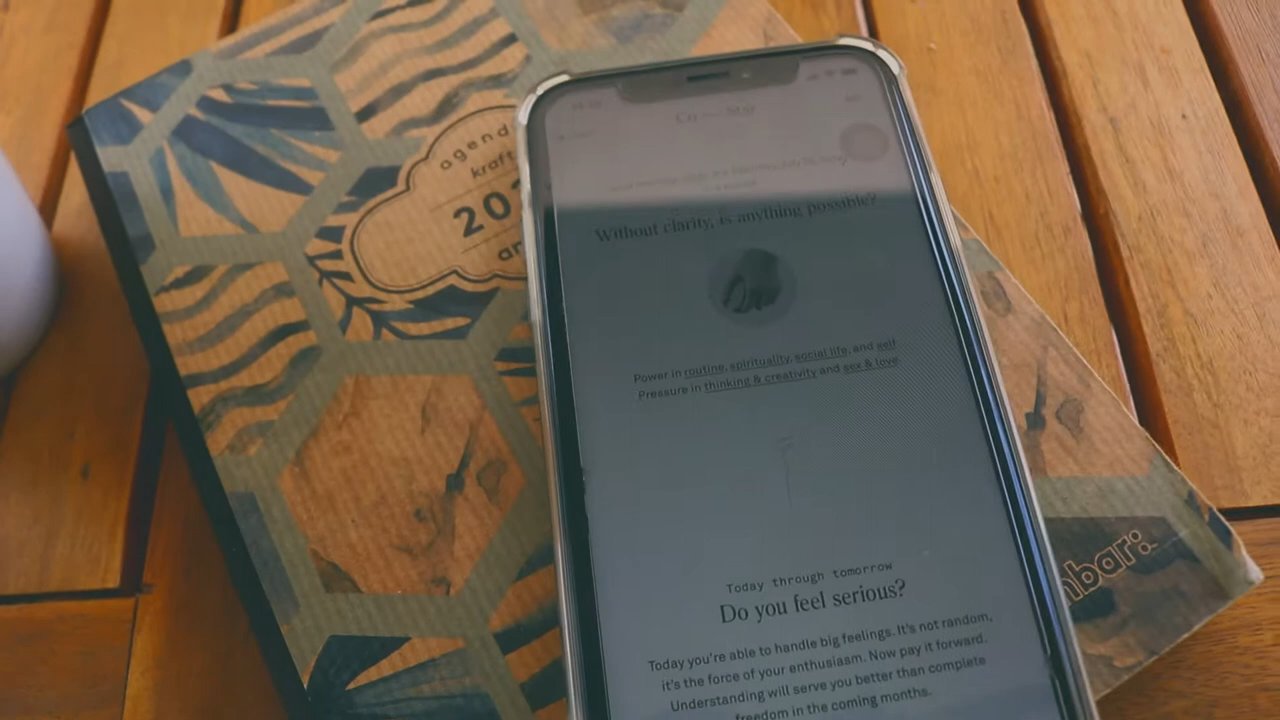 agend
kraft
201
an
Without clarity, is anything possible?
Power in routine, spirituality, social life, and self
Pressure in thinking & creativity and sex & love.
Today through tomorrow
Do you feel serious?
Today you're able to handle big feelings. It's not random,
it's the force of your enthusiasm. Now pay it forward.
Understanding will serve you better than complete
freedom in the coming months.
nbar: